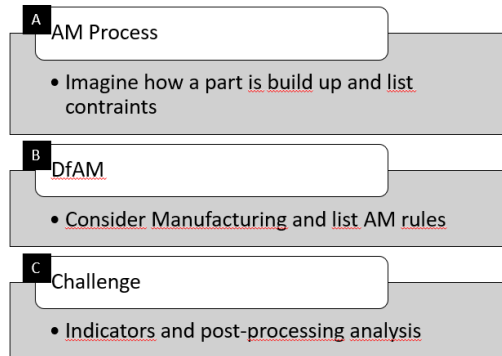 A
AM Process
• Imagine how a part is build up and list
contraints
B
DfAM
• Consider Manufacturing and list AM rules
C
Challenge
• Indicators and post-processing analysis